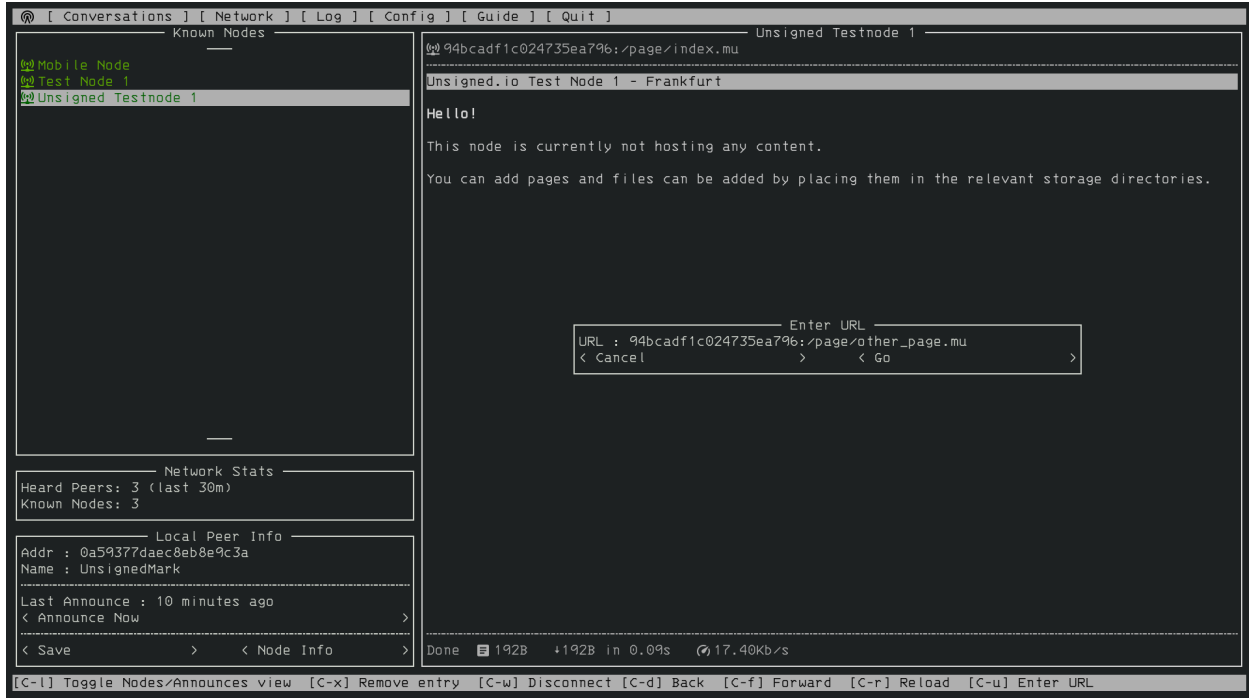 [ Conversations ] [ Network ] [ Log ] [ Config ] [ Guide ] [ Quit ]
Known Nodes
Mobile Node
Test Node 1
Unsigned Testnode 1
Network Stats
Heard Peers: 3 (last 30m)
Known Nodes: 3
Local Peer Info
Addr : 0a59377daec8eb8e9c3a
Name : UnsignedMark
Last Announce : 10 minutes ago
< Announce Now >
< Save > < Node Info >
Unsigned Testnode 1
94bcadf1c024735ea796:/page/index.mu
Unsigned.io Test Node 1 - Frankfurt
Hello!
This node is currently not hosting any content.
You can add pages and files can be added by placing them in the relevant storage directories.
Enter URL
URL : 94bcadf1c024735ea796:/page/other_page.mu
< Cancel > < Go >
Done 192B ↓192B in 0.09s 17.40Kb/s
[C-l] Toggle Nodes/Announces view [C-x] Remove entry [C-w] Disconnect [C-d] Back [C-f] Forward [C-r] Reload [C-u] Enter URL